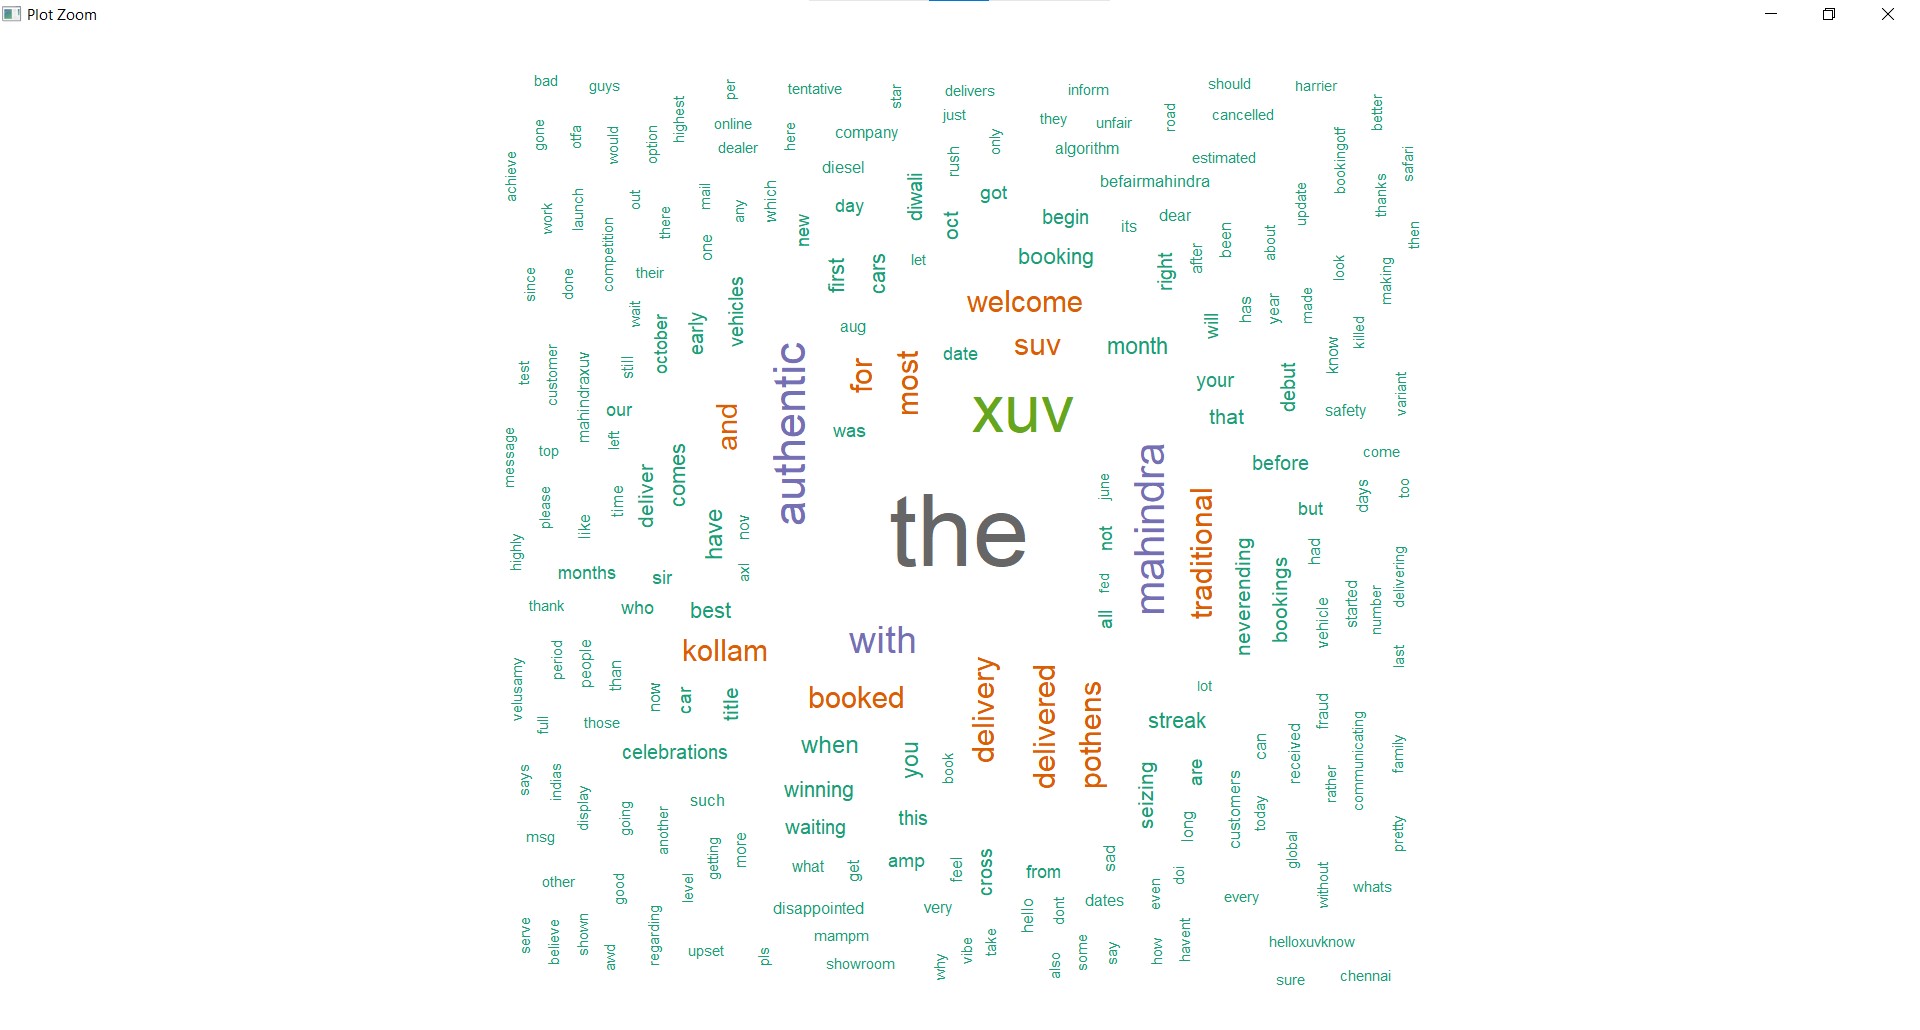 Plot Zoom
bad
guys
per
tentative
star
delivers
inform
should
harrier
better
gone
otfa
would
option
highest
online
dealer
here
company
just
only
they
unfair
road
cancelled
algorithm
estimated
bookingotf
safari
achieve
diesel
rush
befairmahindra
thanks
work
launch
out
there
mail
any
which
new
day
diwali
oct
got
begin
its
dear
been
about
update
then
since
done
competition
their
one
first
cars
let
booking
right
after
look
making
wait
october
early
vehicles
welcome
will
has
year
made
killed
know
test
customer
mahindraxuv
still
aug
authentic
for
most
date
suv
month
your
debut
variant
our
and
was
xuv
that
safety
message
top
left
deliver
comes
mahindra
before
come
please
like
time
have
nov
the
june
not
traditional
but
days
too
highly
months
sir
axl
fed
all
neverending
bookings
had
delivering
thank
who
best
vehicle
started
number
kollam
with
last
velusamy
period
people
than
now
car
title
booked
delivery
delivered
pothens
lot
full
those
streak
fraud
celebrations
when
you
book
can
received
communicating
family
says
indias
display
going
another
such
winning
waiting
this
seizing
are
customers
today
rather
long
global
pretty
msg
getting
more
what
get
amp
feel
cross
from
sad
doi
other
good
level
disappointed
very
hello
dont
dates
even
every
without
whats
serve
believe
shown
awd
regarding
upset
pls
mampm
showroom
why
vibe
take
also
some
say
how
havent
helloxuvknow
sure
chennai